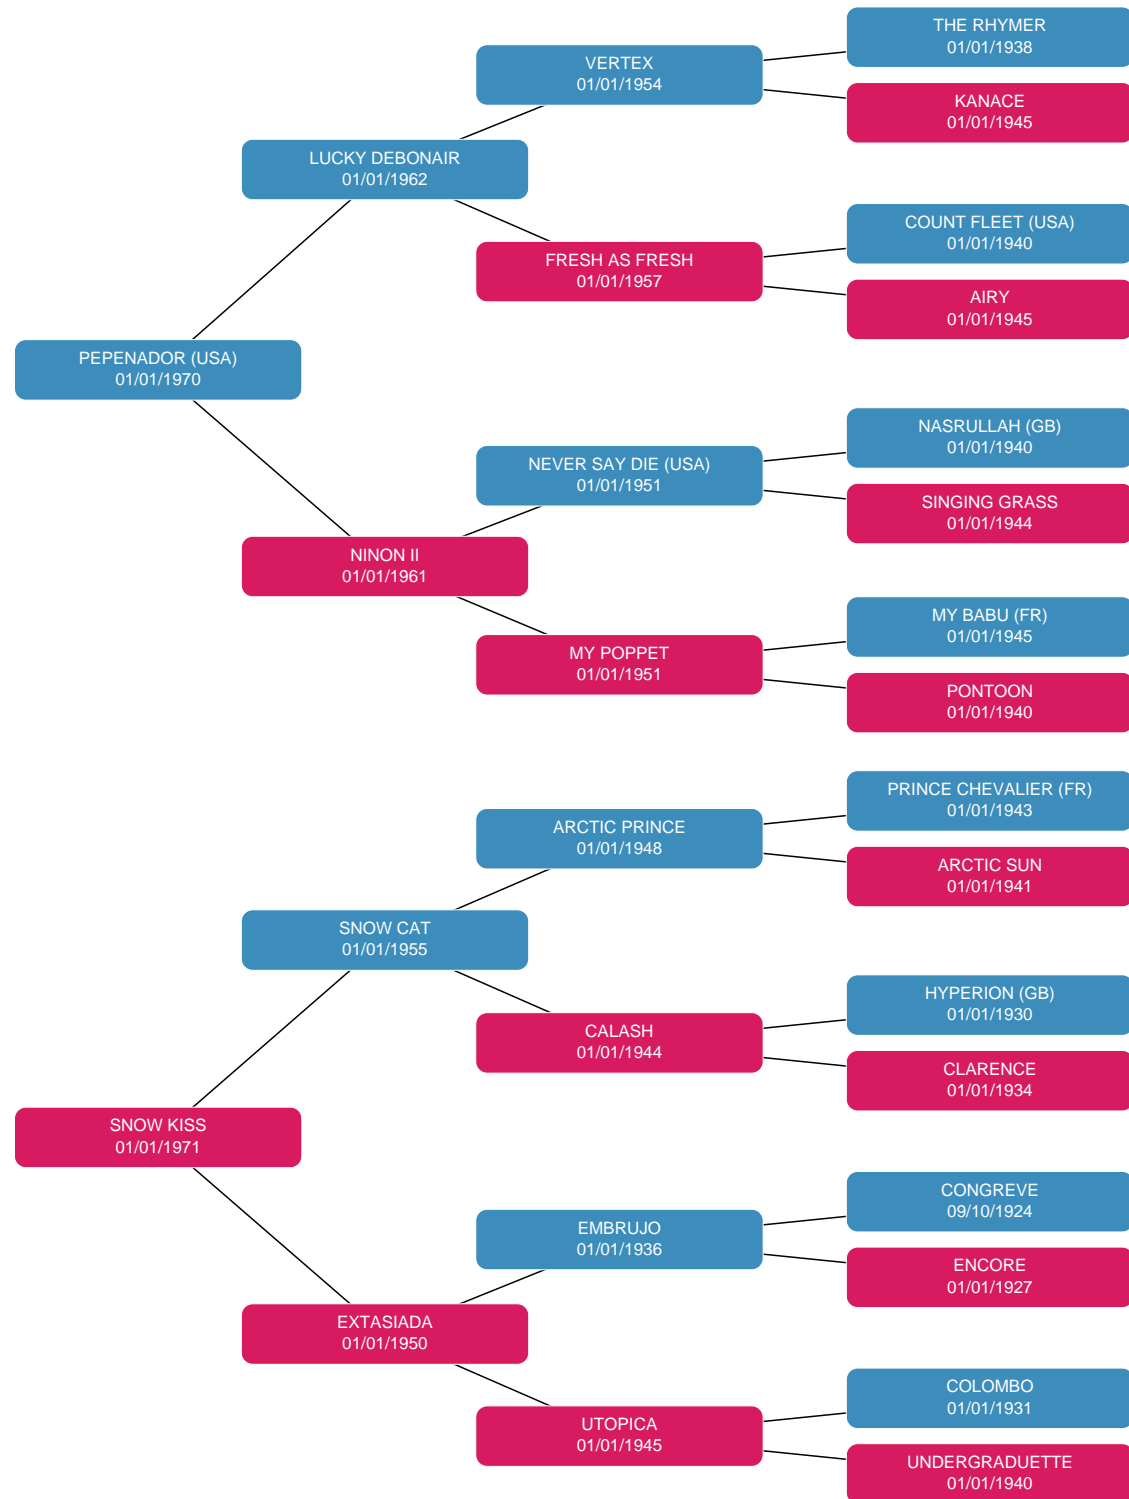 THE RHYMER
01/01/1938
VERTEX
01/01/1954
KANACE
01/01/1945
LUCKY DEBONAIR
01/01/1962
COUNT FLEET (USA)
01/01/1940
FRESH AS FRESH
01/01/1957
AIRY
01/01/1945
PEPENADOR (USA)
01/01/1970
NASRULLAH (GB)
01/01/1940
NEVER SAY DIE (USA)
01/01/1951
SINGING GRASS
01/01/1944
NINON II
01/01/1961
MY BABU (FR)
01/01/1945
MY POPPET
01/01/1951
PONTOON
01/01/1940
PRINCE CHEVALIER (FR)
01/01/1943
ARCTIC PRINCE
01/01/1948
ARCTIC SUN
01/01/1941
SNOW CAT
01/01/1955
HYPERION (GB)
01/01/1930
CALASH
01/01/1944
CLARENCE
01/01/1934
SNOW KISS
01/01/1971
CONGREVE
09/10/1924
EMBRUJO
01/01/1936
ENCORE
01/01/1927
EXTASIADA
01/01/1950
COLOMBO
01/01/1931
UTOPICA
01/01/1945
UNDERGRADUETTE
01/01/1940